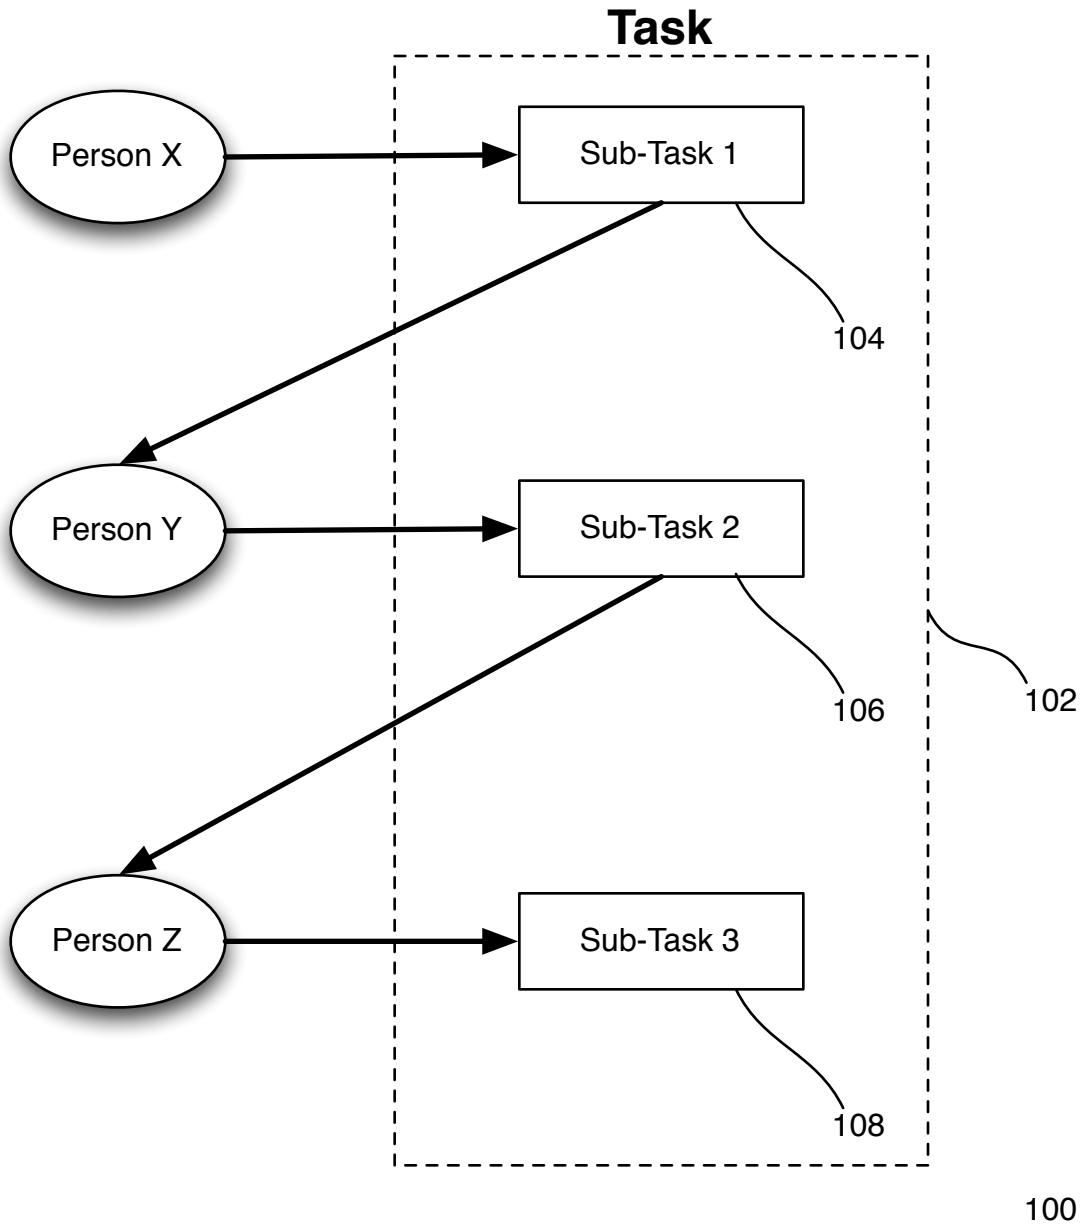 Task
Person X
Sub-Task 1
104
Person Y
Sub-Task 2
106
102
Person Z
Sub-Task 3
108
100